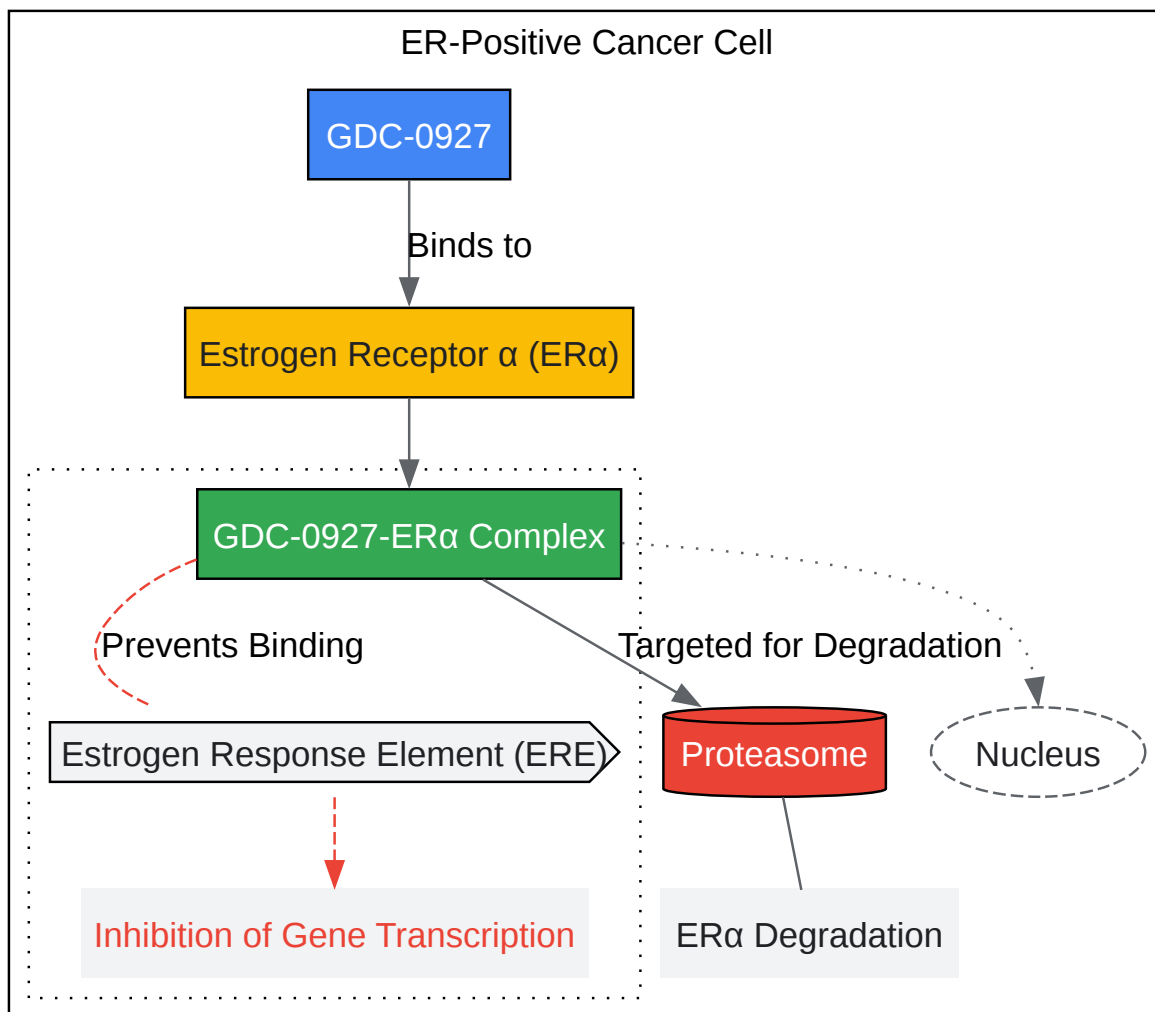 ER-Positive Cancer Cell
GDC-0927
Binds to
Estrogen Receptor α (ERα)
GDC-0927-ERα Complex
Prevents Binding
Targeted for Degradation
Estrogen Response Element (ERE)
Proteasome
Nucleus
Inhibition of Gene Transcription
ERα Degradation